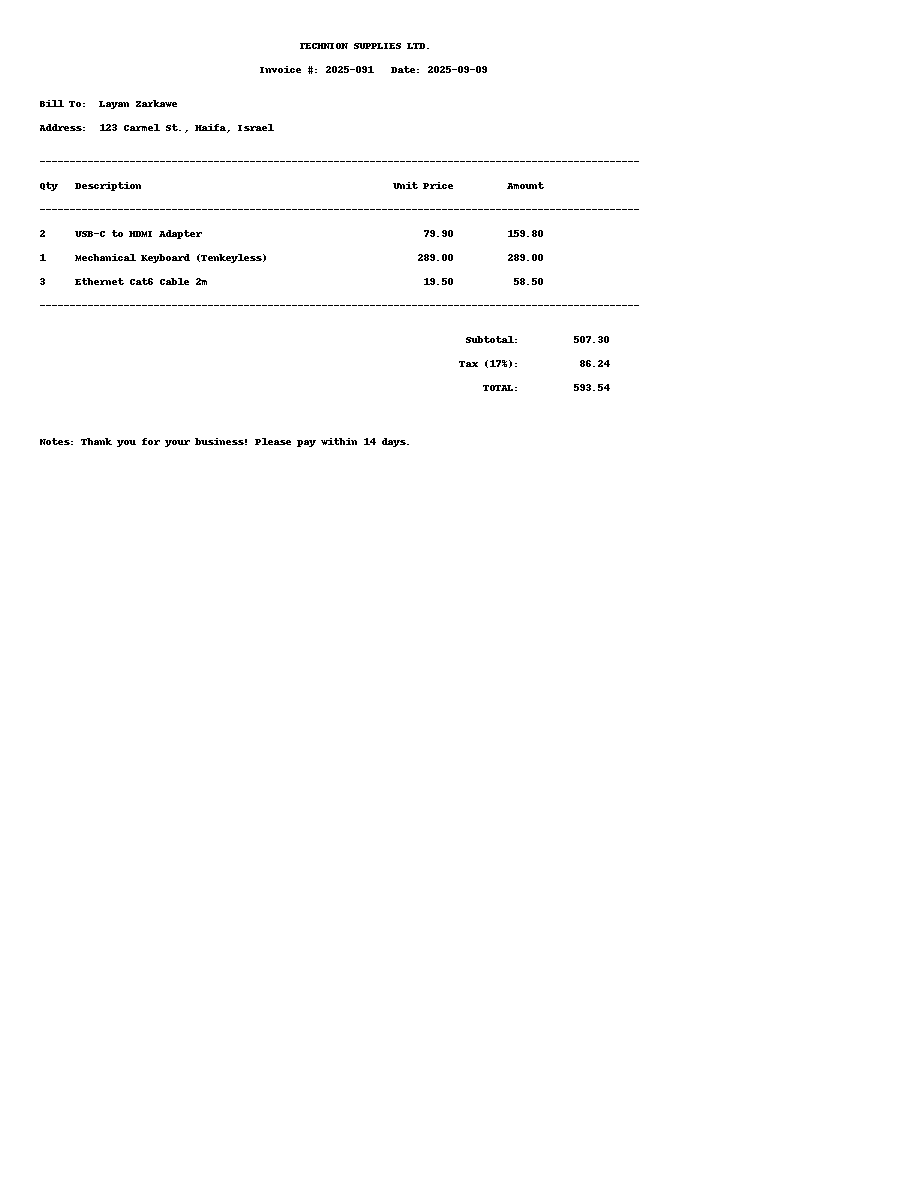 TECHNION SUPPLIES LTD.
Invoice #: 2025-091   Date: 2025-09-09
Bill To:  Layan Zarkawe
Address:  123 Carmel St., Haifa, Israel
Qty   Description   Unit Price   Amount
2   USB-C to HDMI Adapter   79.90   159.80
1   Mechanical Keyboard (Tenkeyless)   289.00   289.00
3   Ethernet Cat6 Cable 2m   19.50   58.50
Subtotal:   507.30
Tax (17%):   86.24
TOTAL:   593.54
Notes: Thank you for your business! Please pay within 14 days.